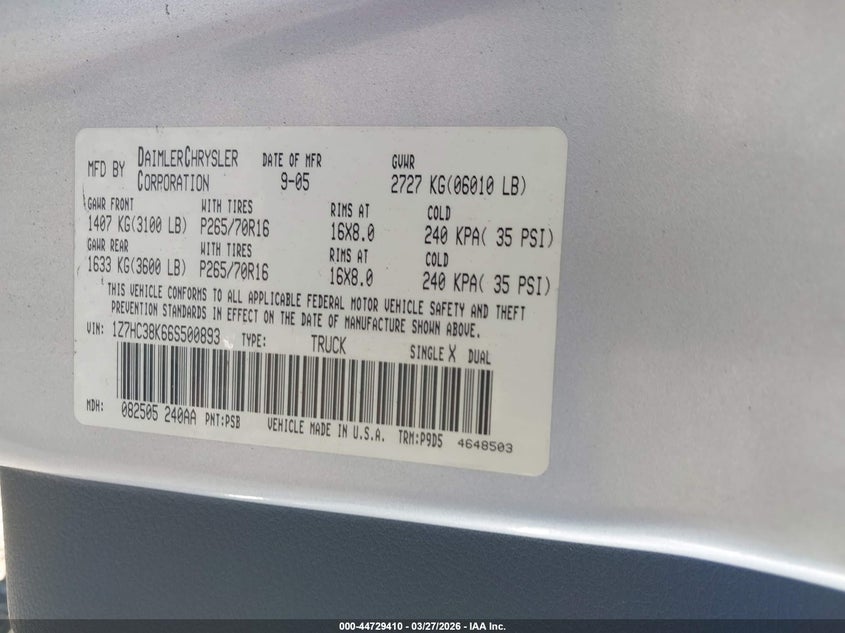 MFD BY DAIMLERCHRYSLER CORPORATION DATE OF MFR 9-05 GVWR 2727 KG(06010 LB)
GAWR FRONT WITH TIRES RIMS AT COLD
1407 KG(3100 LB) P265/70R16 16X8.0 240 KPA( 35 PSI)
GAWR REAR WITH TIRES RIMS AT COLD
1633 KG(3600 LB) P265/70R16 16X8.0 240 KPA( 35 PSI)
THIS VEHICLE CONFORMS TO ALL APPLICABLE FEDERAL MOTOR VEHICLE SAFETY AND THEFT
PREVENTION STANDARDS IN EFFECT ON THE DATE OF MANUFACTURE SHOWN ABOVE.
VIN: 1Z7HC38K66S500893 TYPE: TRUCK SINGLE X DUAL
MDH: 082505 240AA PNT:PSB VEHICLE MADE IN U.S.A. TRM:P9D5 4648503
000-44729410 - 03/27/2026 - IAA Inc.